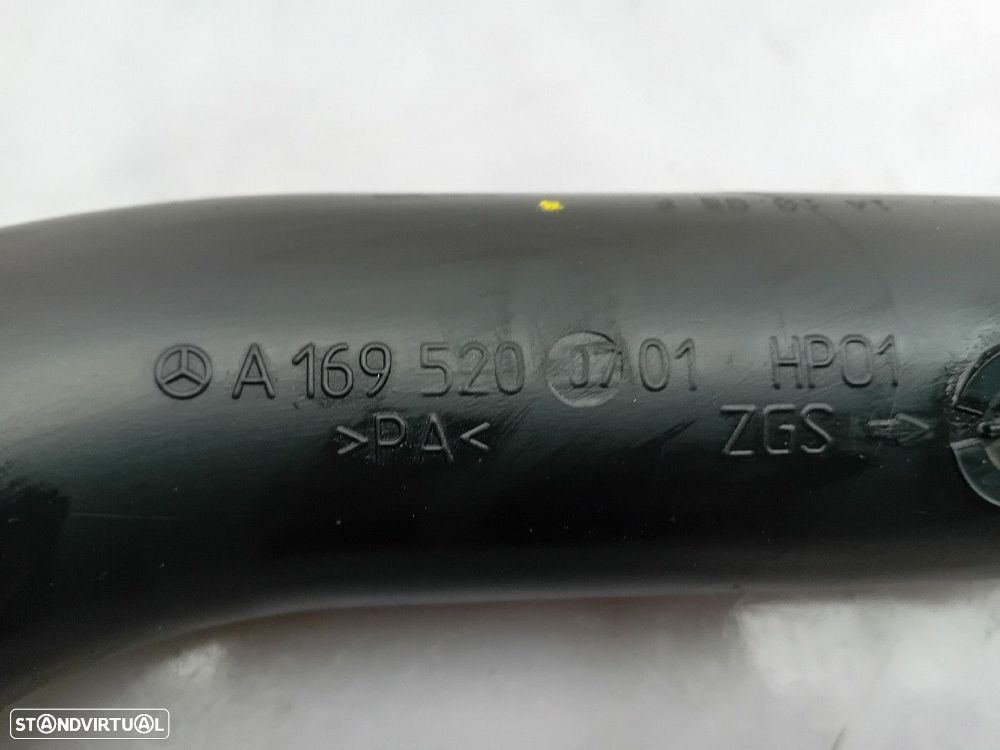 A 169 520 0701 HP01
>PA< ZGS
STANDVIRTUAL